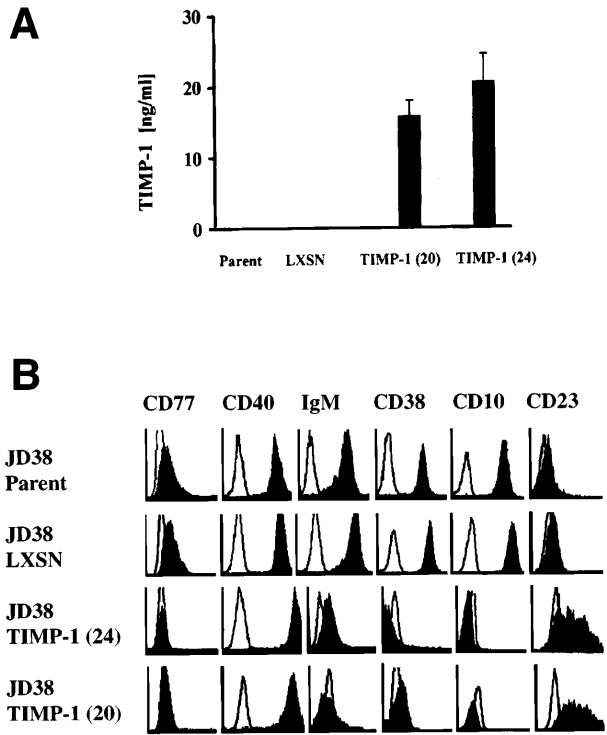 A
TIMP-1 [ng/ml]
30
20
10
0
Parent LXSN TIMP-1 (20) TIMP-1 (24)
B
CD77 CD40 IgM CD38 CD10 CD23
JD38
Parent
JD38
LXSN
JD38
TIMP-1 (24)
JD38
TIMP-1 (20)